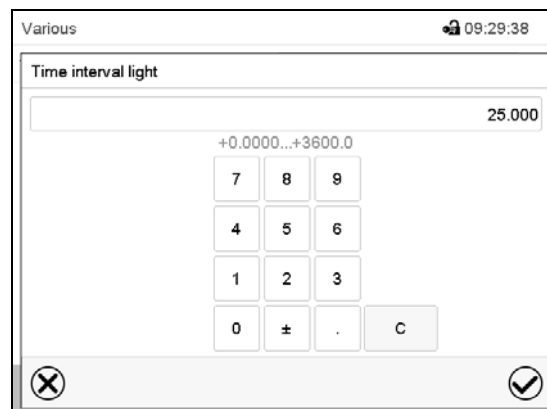 Various 09:29:38
Time interval light
25.000
+0.0000...+3600.0
7 8 9
4 5 6
1 2 3
0 ± . C